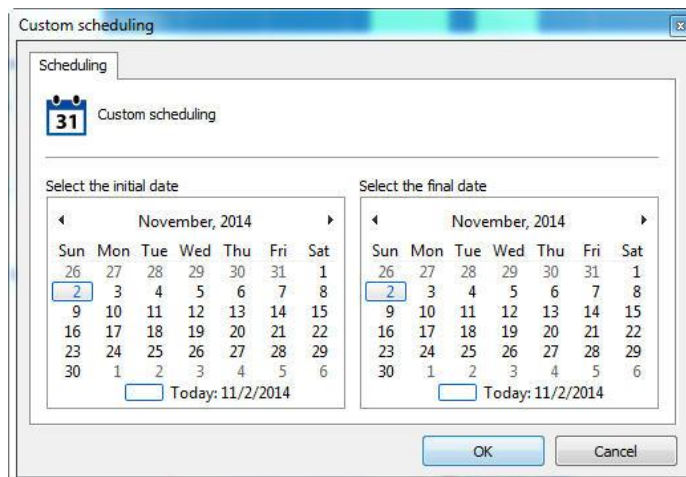 Custom scheduling
x
Scheduling
31 Custom scheduling
Select the initial date
November, 2014
Sun Mon Tue Wed Thu Fri Sat
26 27 28 29 30 31 1
2 3 4 5 6 7 8
9 10 11 12 13 14 15
16 17 18 19 20 21 22
23 24 25 26 27 28 29
30 1 2 3 4 5 6
Today: 11/2/2014
Select the final date
November, 2014
Sun Mon Tue Wed Thu Fri Sat
26 27 28 29 30 31 1
2 3 4 5 6 7 8
9 10 11 12 13 14 15
16 17 18 19 20 21 22
23 24 25 26 27 28 29
30 1 2 3 4 5 6
Today: 11/2/2014
OK
Cancel